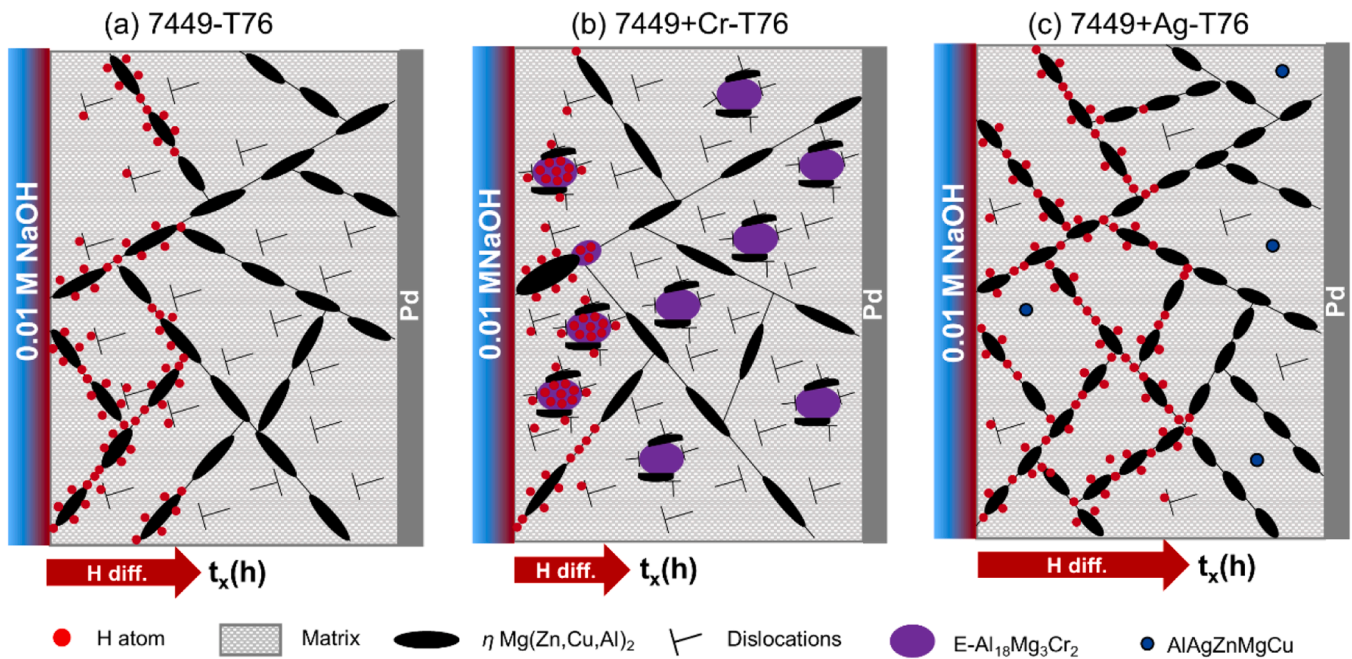 (a) 7449-T76
(b) 7449+Cr-T76
(c) 7449+Ag-T76
0.01 M NaOH
Pd
0.01 MNaOH
Pd
0.01 M NaOH
Pd
H diff.
tₓ(h)
H diff.
tₓ(h)
H diff.
tₓ(h)
H atom
Matrix
η Mg(Zn,Cu,Al)₂
Dislocations
E-Al₁₈Mg₃Cr₂
AlAgZnMgCu